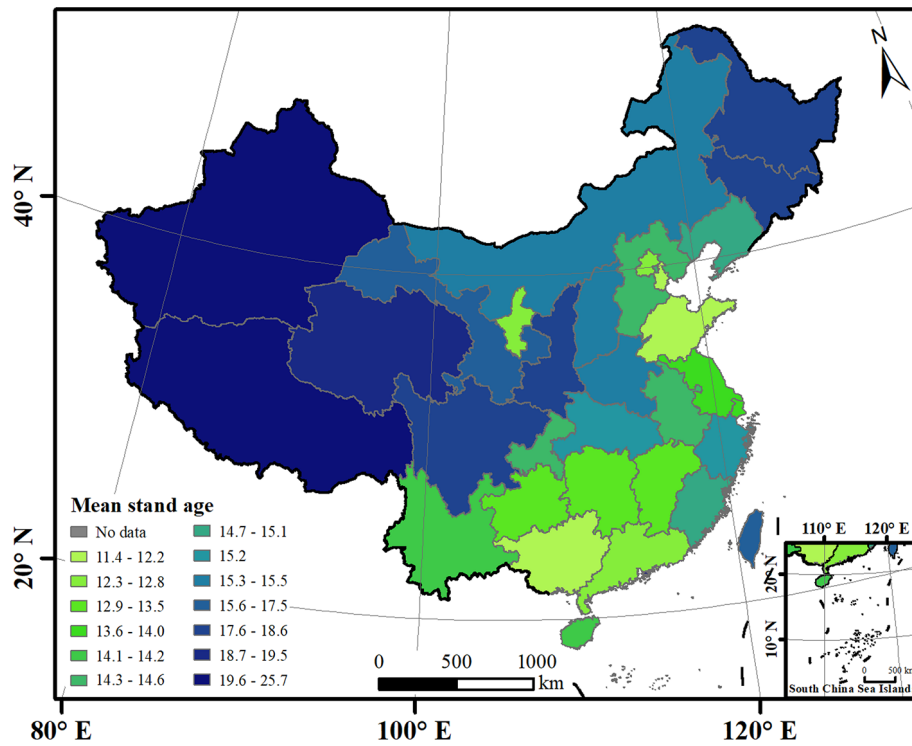 N
40° N
20° N
Mean stand age
No data
11.4 - 12.2
12.3 - 12.8
12.9 - 13.5
13.6 - 14.0
14.1 - 14.2
14.3 - 14.6
14.7 - 15.1
15.2
15.3 - 15.5
15.6 - 17.5
17.6 - 18.6
18.7 - 19.5
19.6 - 25.7
0 500 1000
km
110° E 120° E
20° N
10° N
0 500 km
South China Sea Island
80° E 100° E 120° E